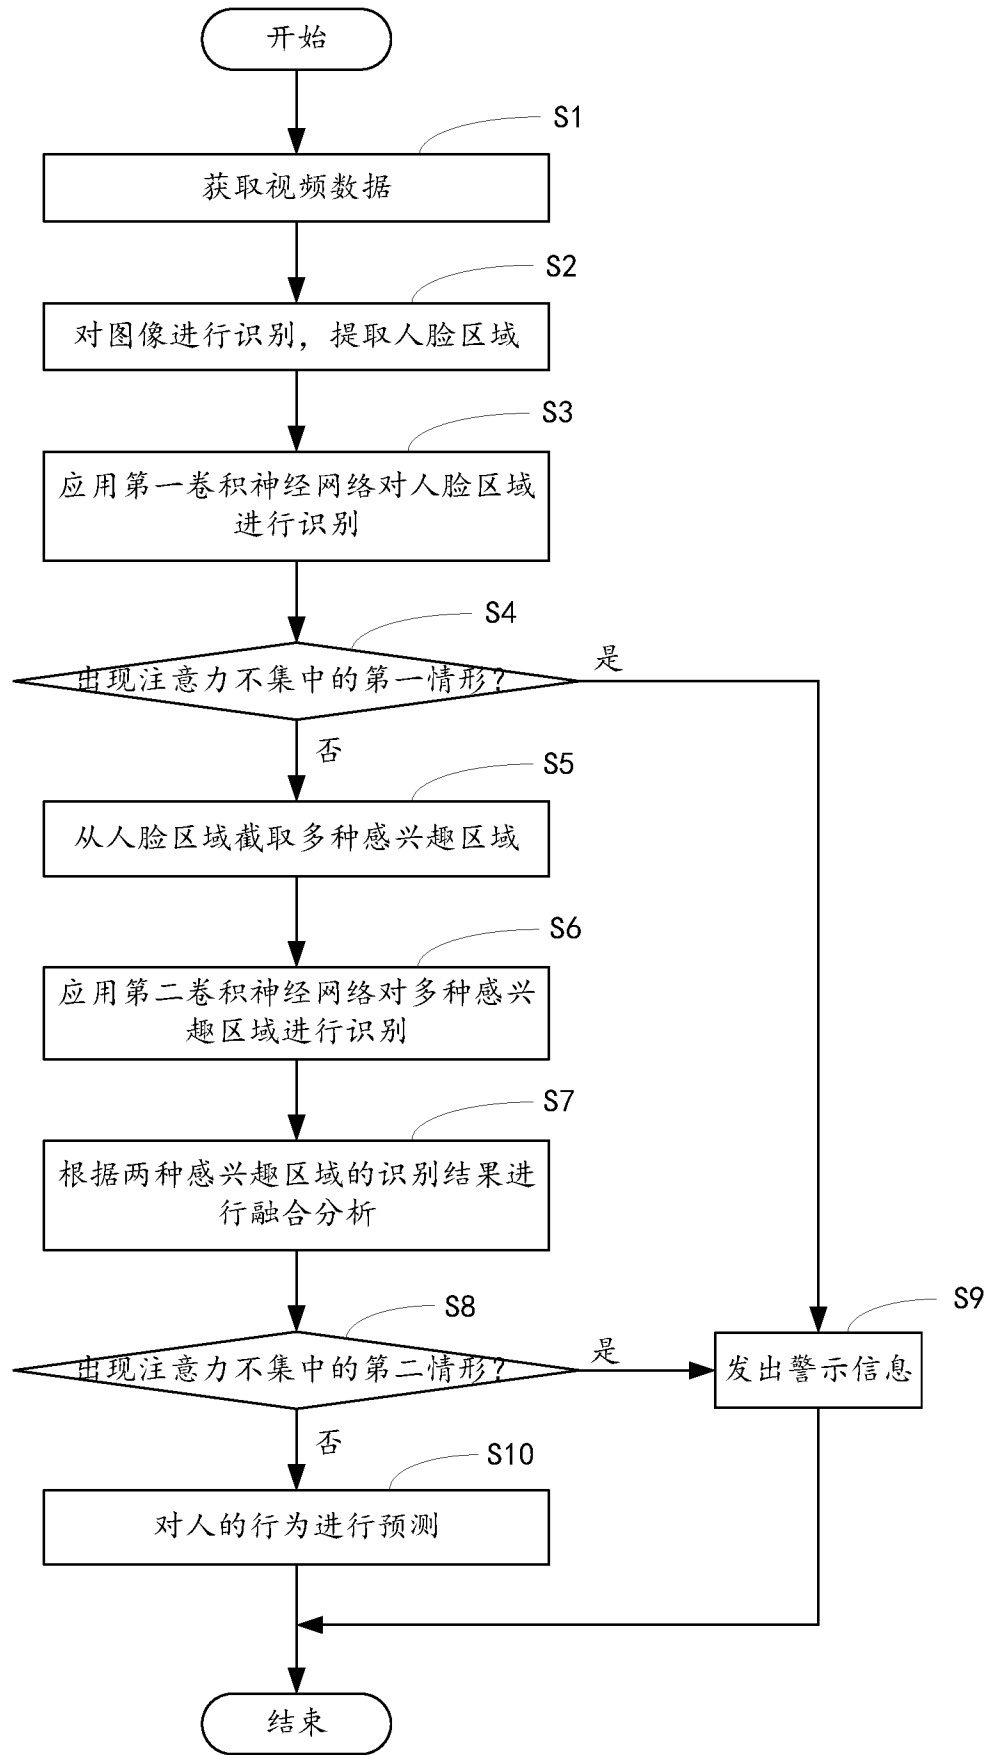 开始
S1
获取视频数据
S2
对图像进行识别，提取人脸区域
S3
应用第一卷积神经网络对人脸区域
进行识别
S4
出现注意力不集中的第一情形？
是
否
S5
从人脸区域截取多种感兴趣区域
S6
应用第二卷积神经网络对多种感兴
趣区域进行识别
S7
根据两种感兴趣区域的识别结果进
行融合分析
S8
出现注意力不集中的第二情形？
是
S9
发出警示信息
否
S10
对人的行为进行预测
结束